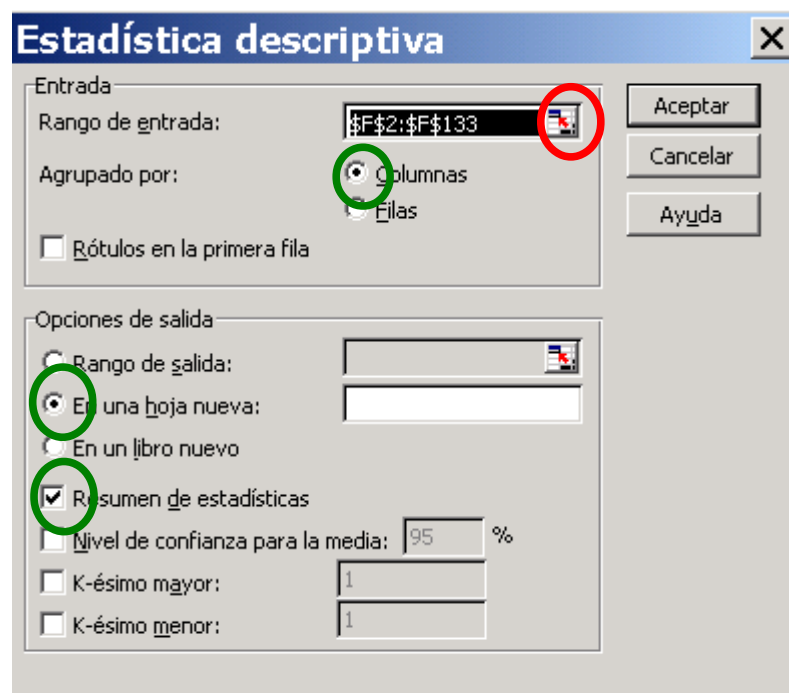 Estadística descriptiva
Entrada
Rango de entrada: $F$2:$F$133
Aceptar
Cancelar
Agrupado por: Columnas
Filas
Ayuda
Rótulos en la primera fila
Opciones de salida
Rango de salida:
En una hoja nueva:
En un libro nuevo
Resumen de estadísticas
Nivel de confianza para la media: 95 %
K-ésimo mayor: 1
K-ésimo menor: 1